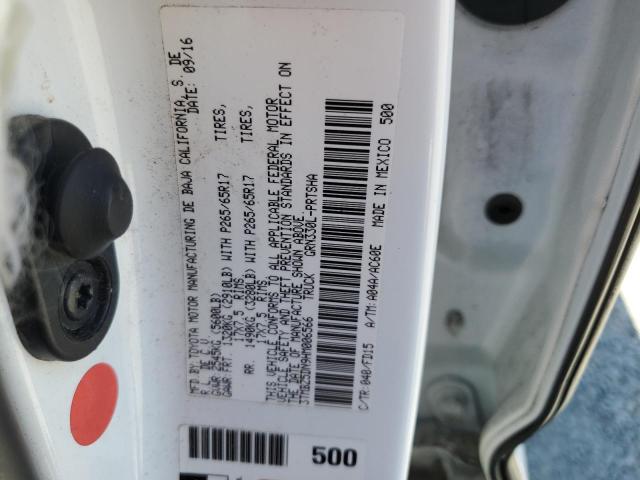 MFD. BY: TOYOTA MOTOR MANUFACTURING DE BAJA CALIFORNIA, S. DE
R. L. DE C. V. DATE: 09/16
GVWR 2545KG (5600LB)
GAWR FRT. 1320KG (2910LB) WITH P265/65R17 TIRES,
17X7.5 RIMS
RR. 1490KG (3280LB) WITH P265/65R17 TIRES,
17X7.5 RIMS
THIS VEHICLE CONFORMS TO ALL APPLICABLE FEDERAL MOTOR
VEHICLE SAFETY AND THEFT PREVENTION STANDARDS IN EFFECT ON
THE DATE OF MANUFACTURE SHOWN ABOVE.
TRUCK GRN330L-PRTSHA
C/TR:040/FD15 A/TM:A04A/AC60E MADE IN MEXICO 500
500